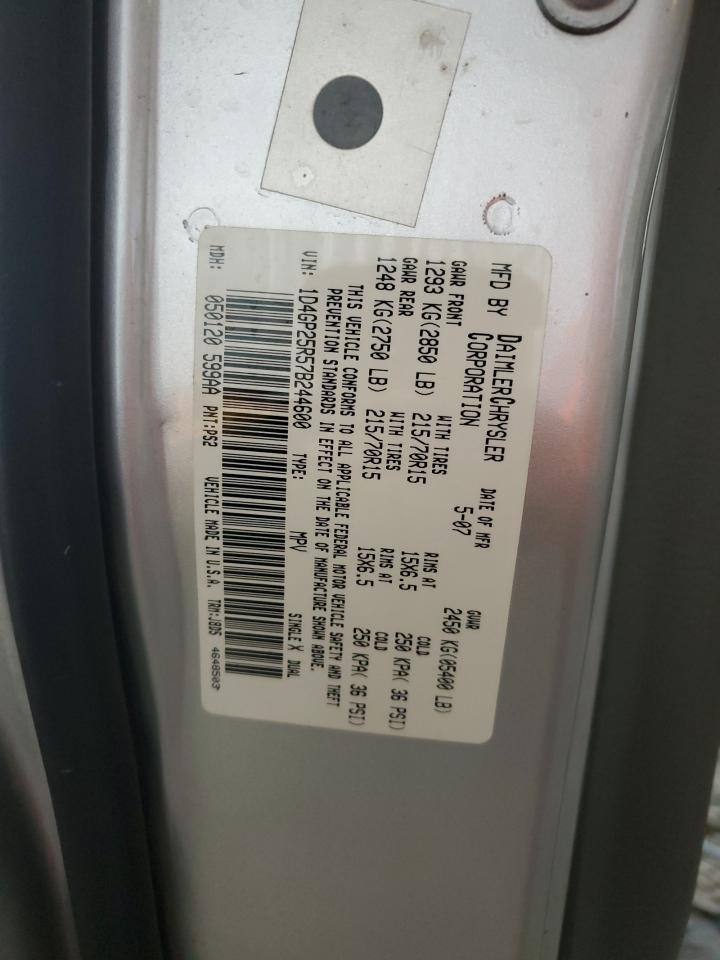 MFD BY DAIMLERCHRYSLER CORPORATION
DATE OF MFR 5-07
GVWR 2450 KG(05400 LB)
GAWR FRONT WITH TIRES RIMS AT COLD
1293 KG(2850 LB) 215/70R15 15X6.5 250 KPA( 36 PSI)
GAWR REAR WITH TIRES RIMS AT COLD
1248 KG(2750 LB) 215/70R15 15X6.5 250 KPA( 36 PSI)
THIS VEHICLE CONFORMS TO ALL APPLICABLE FEDERAL MOTOR VEHICLE SAFETY AND THEFT
PREVENTION STANDARDS IN EFFECT ON THE DATE OF MANUFACTURE SHOWN ABOVE.
VIN: 1D4GP25R57B244600 TYPE: MPV SINGLE X DUAL
MDH: 050120 599AA PNT:PS2 VEHICLE MADE IN U.S.A. TRM:J8D5 4648503